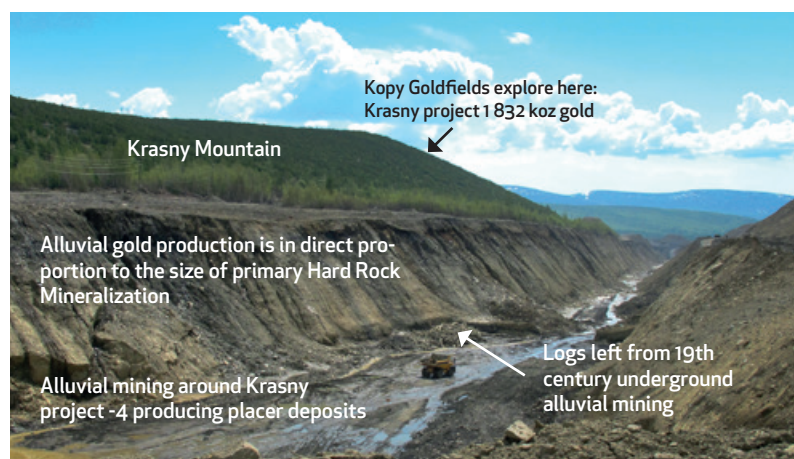 Kopy Goldfields explore here:
Krasny project 1 832 koz gold
Krasny Mountain
Alluvial gold production is in direct pro-
portion to the size of primary Hard Rock
Mineralization
Logs left from 19th
century underground
alluvial mining
Alluvial mining around Krasny
project -4 producing placer deposits